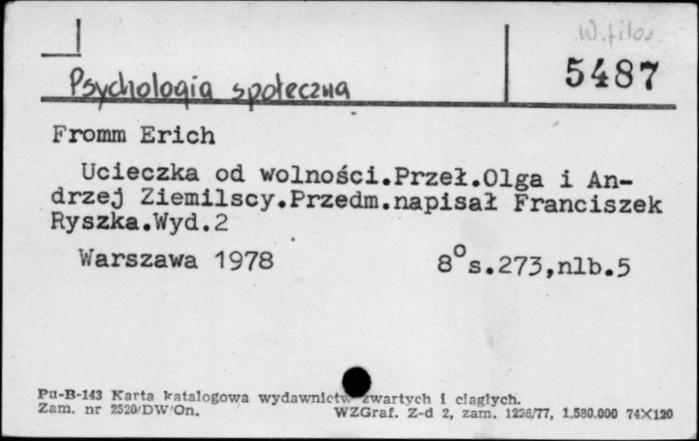 W. filoz
5487
Psychologia społeczna
Fromm Erich
Ucieczka od wolności.Przeł.Olga i An-
drzej Ziemilscy.Przedm.napisał Franciszek
Ryszka.Wyd.2
Warszawa 1978 8°s.273,nlb.5
Pu-B-143 Karta katalogowa wydawnictw zwartych i ciągłych.
Zam. nr 2520/DW/On. WZGraf. Z-d 2, zam. 1226/77, 1.580.000 74X120